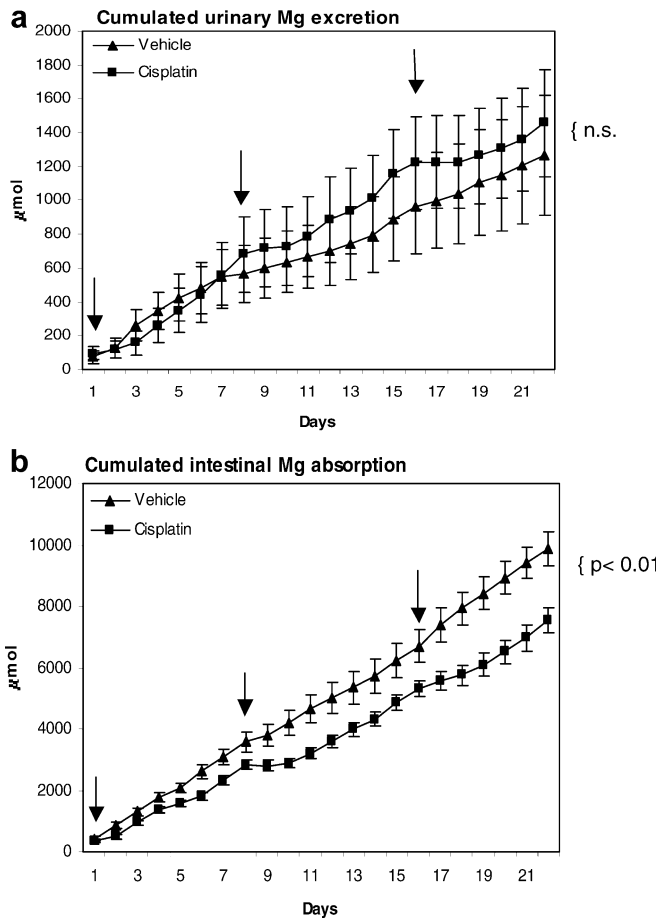 a Cumulated urinary Mg excretion
2000
1800
1600
1400
1200
1000
800
600
400
200
0
μmol
Vehicle
Cisplatin
{ n.s.
1 3 5 7 9 11 13 15 17 19 21
Days
b Cumulated intestinal Mg absorption
12000
10000
8000
6000
4000
2000
0
μmol
Vehicle
Cisplatin
{ p< 0.01
1 3 5 7 9 11 13 15 17 19 21
Days